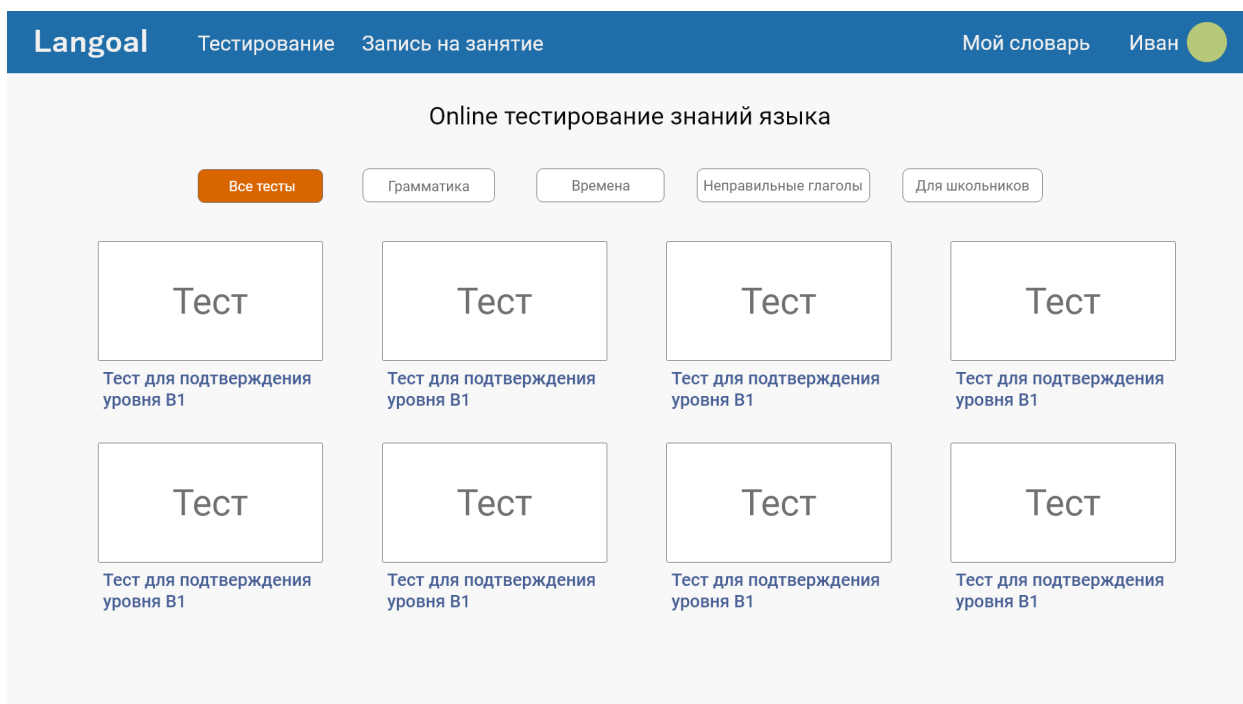 Langoal Тестирование Запись на занятие Мой словарь Иван
Online тестирование знаний языка
Все тесты Грамматика Времена Неправильные глаголы Для школьников
Тест Тест Тест Тест
Тест для подтверждения Тест для подтверждения Тест для подтверждения Тест для подтверждения
уровня B1 уровня B1 уровня B1 уровня B1
Тест Тест Тест Тест
Тест для подтверждения Тест для подтверждения Тест для подтверждения Тест для подтверждения
уровня B1 уровня B1 уровня B1 уровня B1